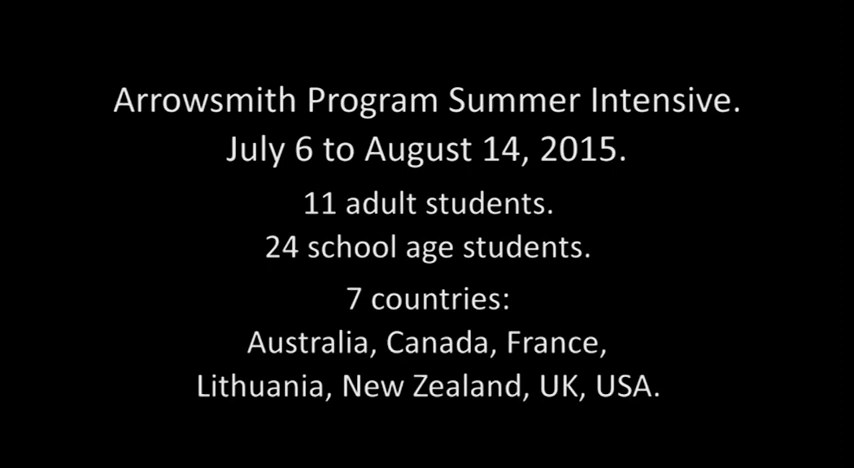 Arrowsmith Program Summer Intensive.
July 6 to August 14, 2015.
11 adult students.
24 school age students.
7 countries:
Australia, Canada, France,
Lithuania, New Zealand, UK, USA.